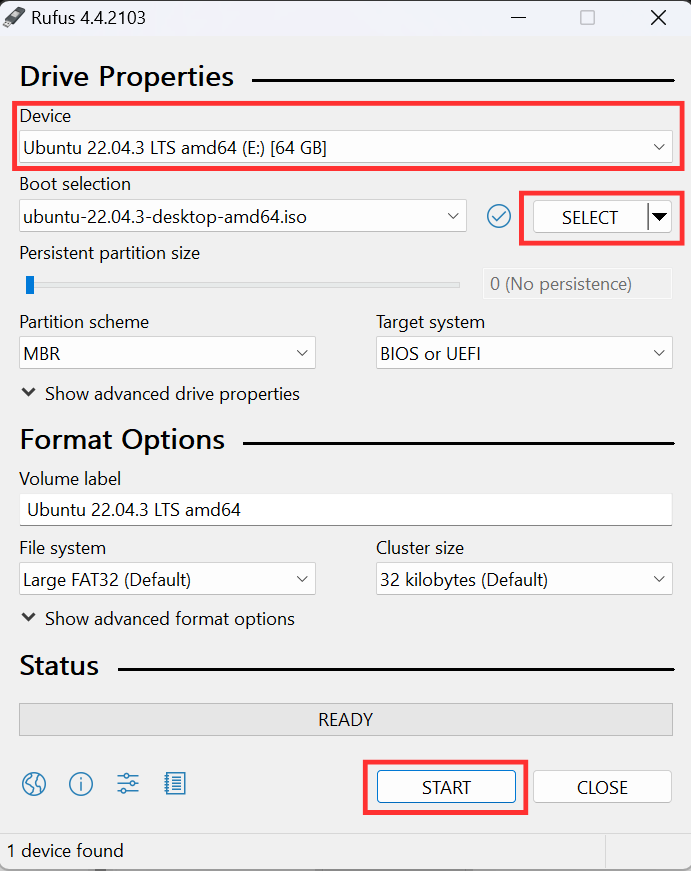 Rufus 4.4.2103
Drive Properties
Device
Ubuntu 22.04.3 LTS amd64 (E:) [64 GB]
Boot selection
ubuntu-22.04.3-desktop-amd64.iso
SELECT
Persistent partition size
0 (No persistence)
Partition scheme
Target system
MBR
BIOS or UEFI
Show advanced drive properties
Format Options
Volume label
Ubuntu 22.04.3 LTS amd64
File system
Cluster size
Large FAT32 (Default)
32 kilobytes (Default)
Show advanced format options
Status
READY
START
CLOSE
1 device found